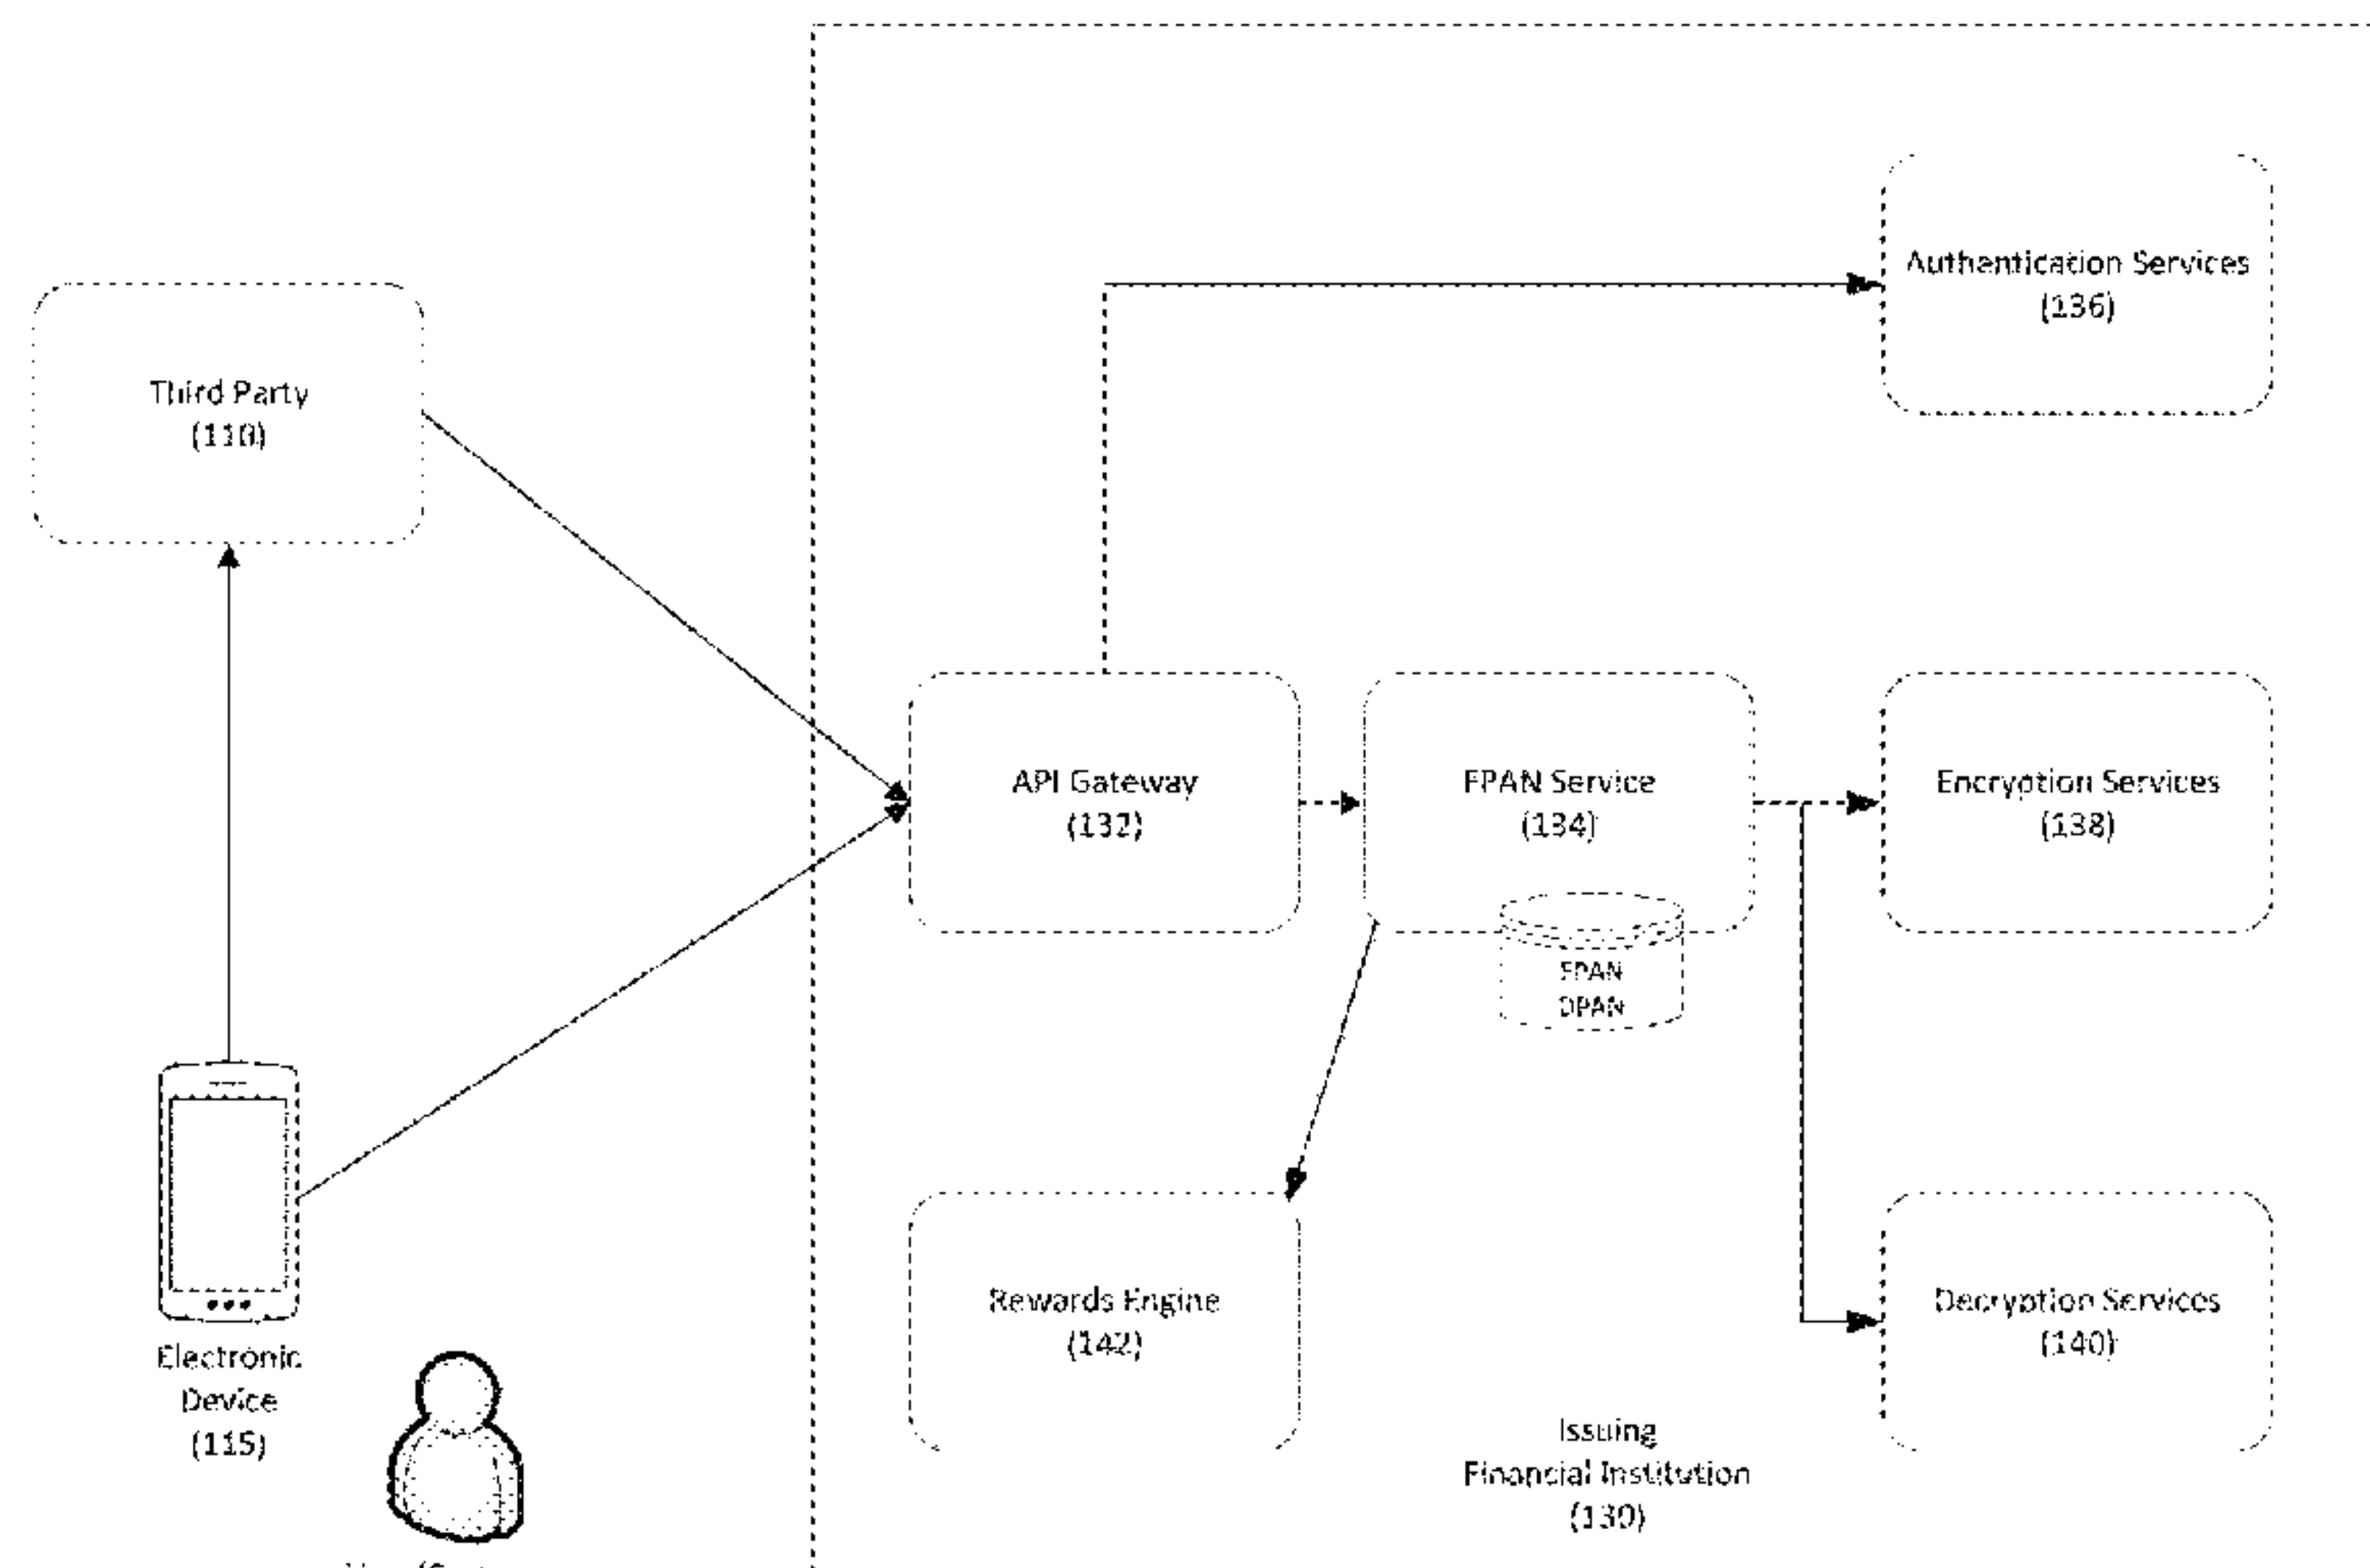 Authentication Services
(136)
Third Party
(110)
API Gateway
(132)
FPAN Service
(134)
Encryption Services
(138)
FPAN
DPAN
Rewards Engine
(142)
Decryption Services
(140)
Electronic
Device
(115)
Issuing
Financial Institution
(130)